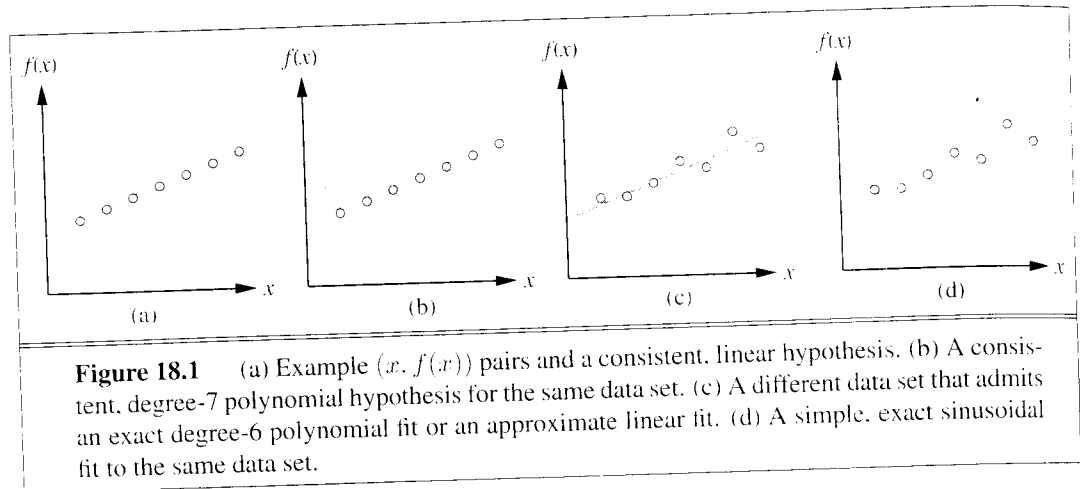 f(x) f(x) f(x) f(x)
x x x x
(a) (b) (c) (d)
Figure 18.1 (a) Example (x, f(x)) pairs and a consistent, linear hypothesis. (b) A consis-
tent, degree-7 polynomial hypothesis for the same data set. (c) A different data set that admits
an exact degree-6 polynomial fit or an approximate linear fit. (d) A simple, exact sinusoidal
fit to the same data set.